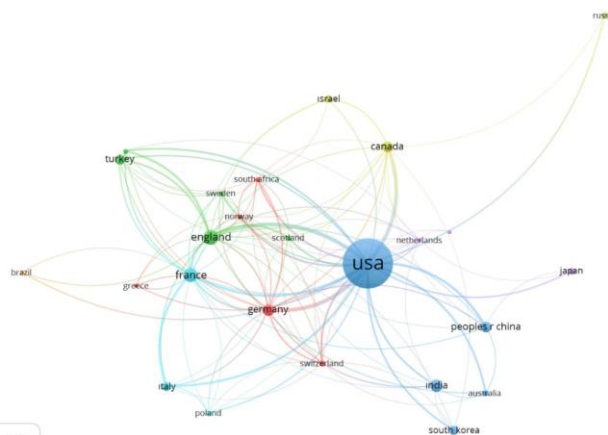 israel
canada
turkey
south africa
sweden
norway
england
scotland
netherlands
usa
brazil
france
japan
greece
germany
peoples r china
switzerland
italy
india
australia
poland
south korea